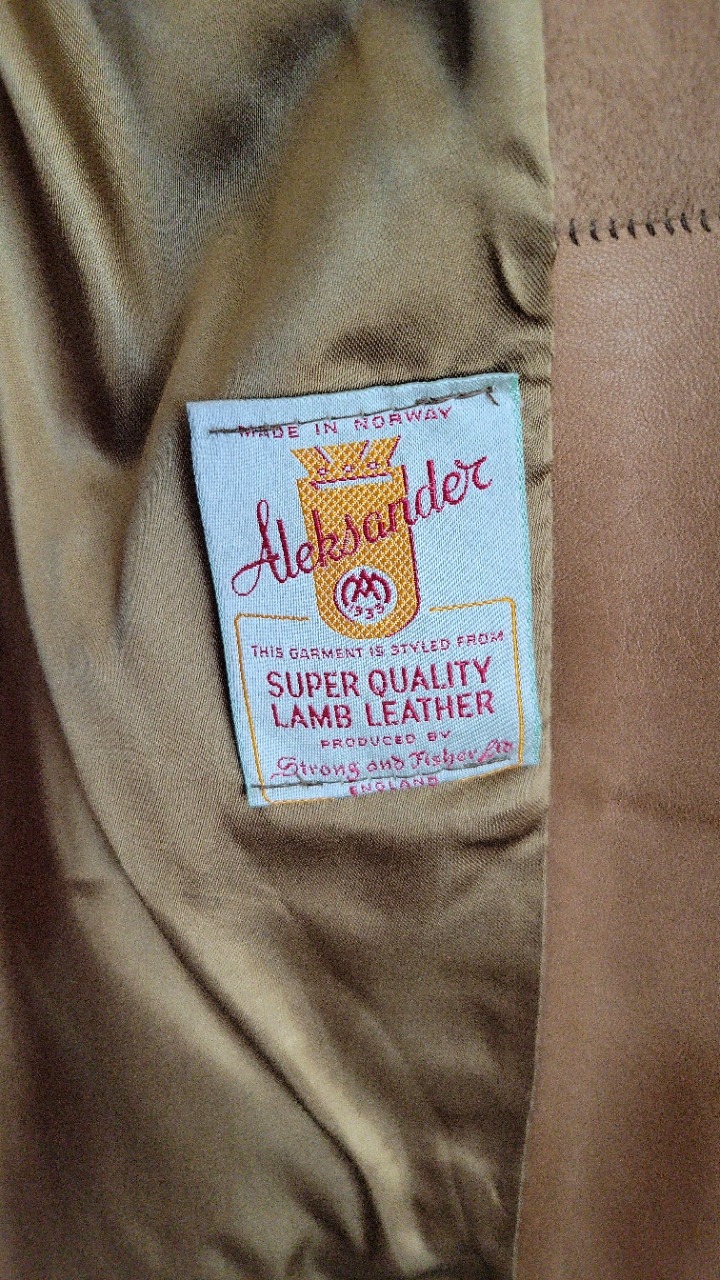 MADE IN NORWAY
Aleksander
1935
THIS GARMENT IS STYLED FROM
SUPER QUALITY
LAMB LEATHER
PRODUCED BY
Strong and Fisher Ltd
ENGLAND